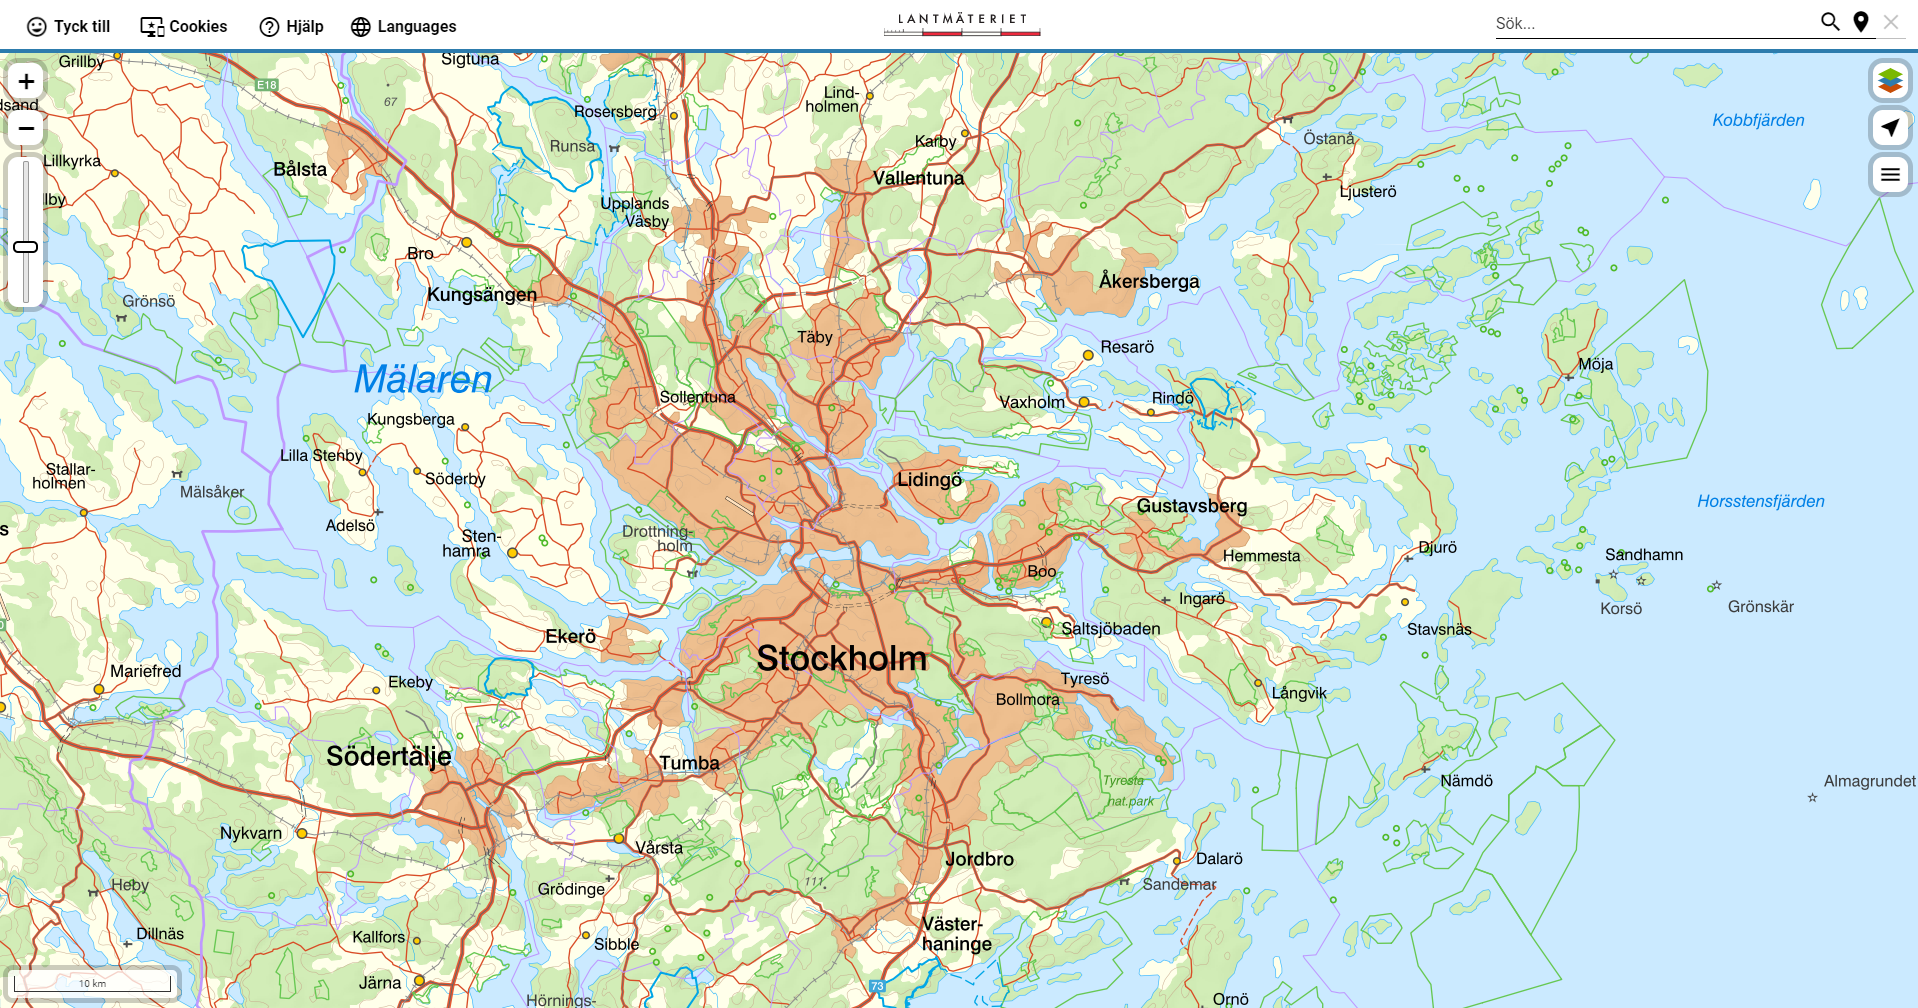 Tyck till
Cookies
Hjälp
Languages
LANTMÄTERIET
Sök...
Grillby
Sigtuna
E18
67
Lind-
holmen
Rosersberg
Kobbfjärden
Karby
Östanå
Runsa
Lillkyrka
Bålsta
Vallentuna
Ljusterö
Upplands
Väsby
Bro
Åkersberga
Kungsängen
Grönsö
Täby
Resarö
Möja
Mälaren
Sollentuna
Vaxholm
Rindö
Kungsberga
Lilla Stenby
Stallar-
holmen
Söderby
Lidingö
Mälsåker
Gustavsberg
Horsstensfjärden
Adelsö
Sten-
hamra
Drottning-
holm
Hemmesta
Djurö
Sandhamn
Boo
Ingarö
Korsö
Grönskär
Ekerö
Saltsjöbaden
Stavsnäs
Stockholm
Mariefred
Ekeby
Tyresö
Långvik
Bollmora
Södertälje
Tumba
Tyresta
nat.park
Nämdö
Almagrundet
Nykvarn
Vårsta
Jordbro
Dalarö
Heby
Grödinge
111
Sandemar
Dillnäs
Kallfors
Sibble
Väster-
haninge
Järna
10 km
73
Hörnings-
Ornö